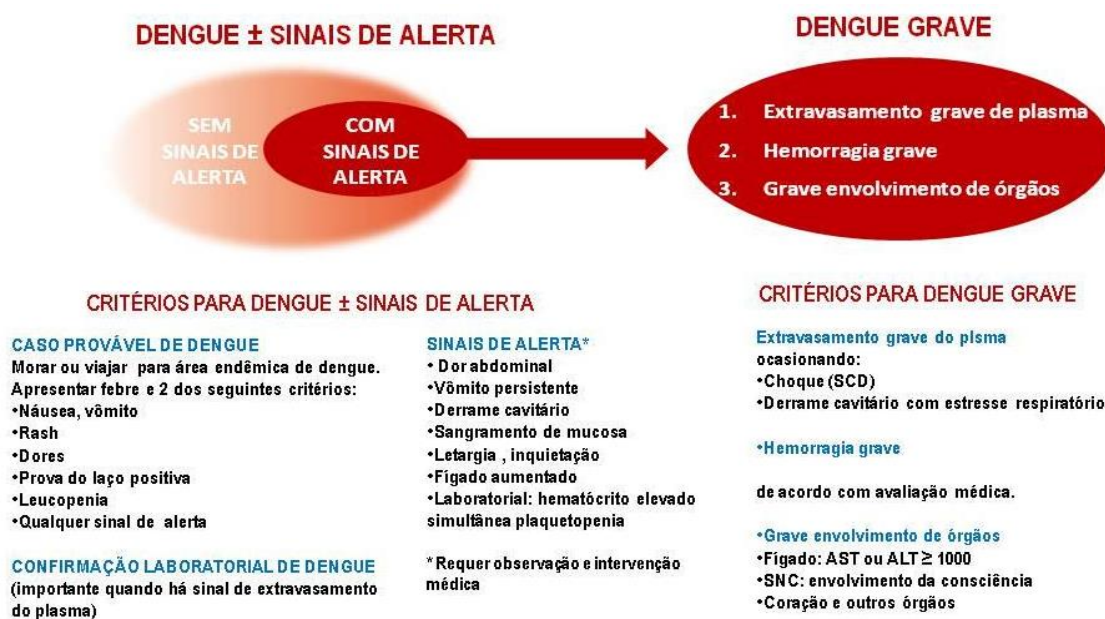 DENGUE ± SINAIS DE ALERTA
SEM
SINAIS DE
ALERTA
COM
SINAIS DE
ALERTA
DENGUE GRAVE
1. Extravasamento grave de plasma
2. Hemorragia grave
3. Grave envolvimento de órgãos
CRITÉRIOS PARA DENGUE ± SINAIS DE ALERTA
CASO PROVÁVEL DE DENGUE
Morar ou viajar para área endêmica de dengue.
Apresentar febre e 2 dos seguintes critérios:
•Náusea, vômito
•Rash
•Dores
•Prova do laço positiva
•Leucopenia
•Qualquer sinal de alerta
CONFIRMAÇÃO LABORATORIAL DE DENGUE
(importante quando há sinal de extravasamento
do plasma)
SINAIS DE ALERTA*
• Dor abdominal
•Vômito persistente
•Derrame cavitário
•Sangramento de mucosa
•Letargia , inquietação
•Fígado aumentado
•Laboratorial: hematócrito elevado
simultânea plaquetopenia
* Requer observação e intervenção
médica
CRITÉRIOS PARA DENGUE GRAVE
Extravasamento grave do plsma
ocasionando:
•Choque (SCD)
•Derrame cavitário com estresse respiratório
•Hemorragia grave
de acordo com avaliação médica.
•Grave envolvimento de órgãos
•Fígado: AST ou ALT ≥ 1000
•SNC: envolvimento da consciência
•Coração e outros órgãos